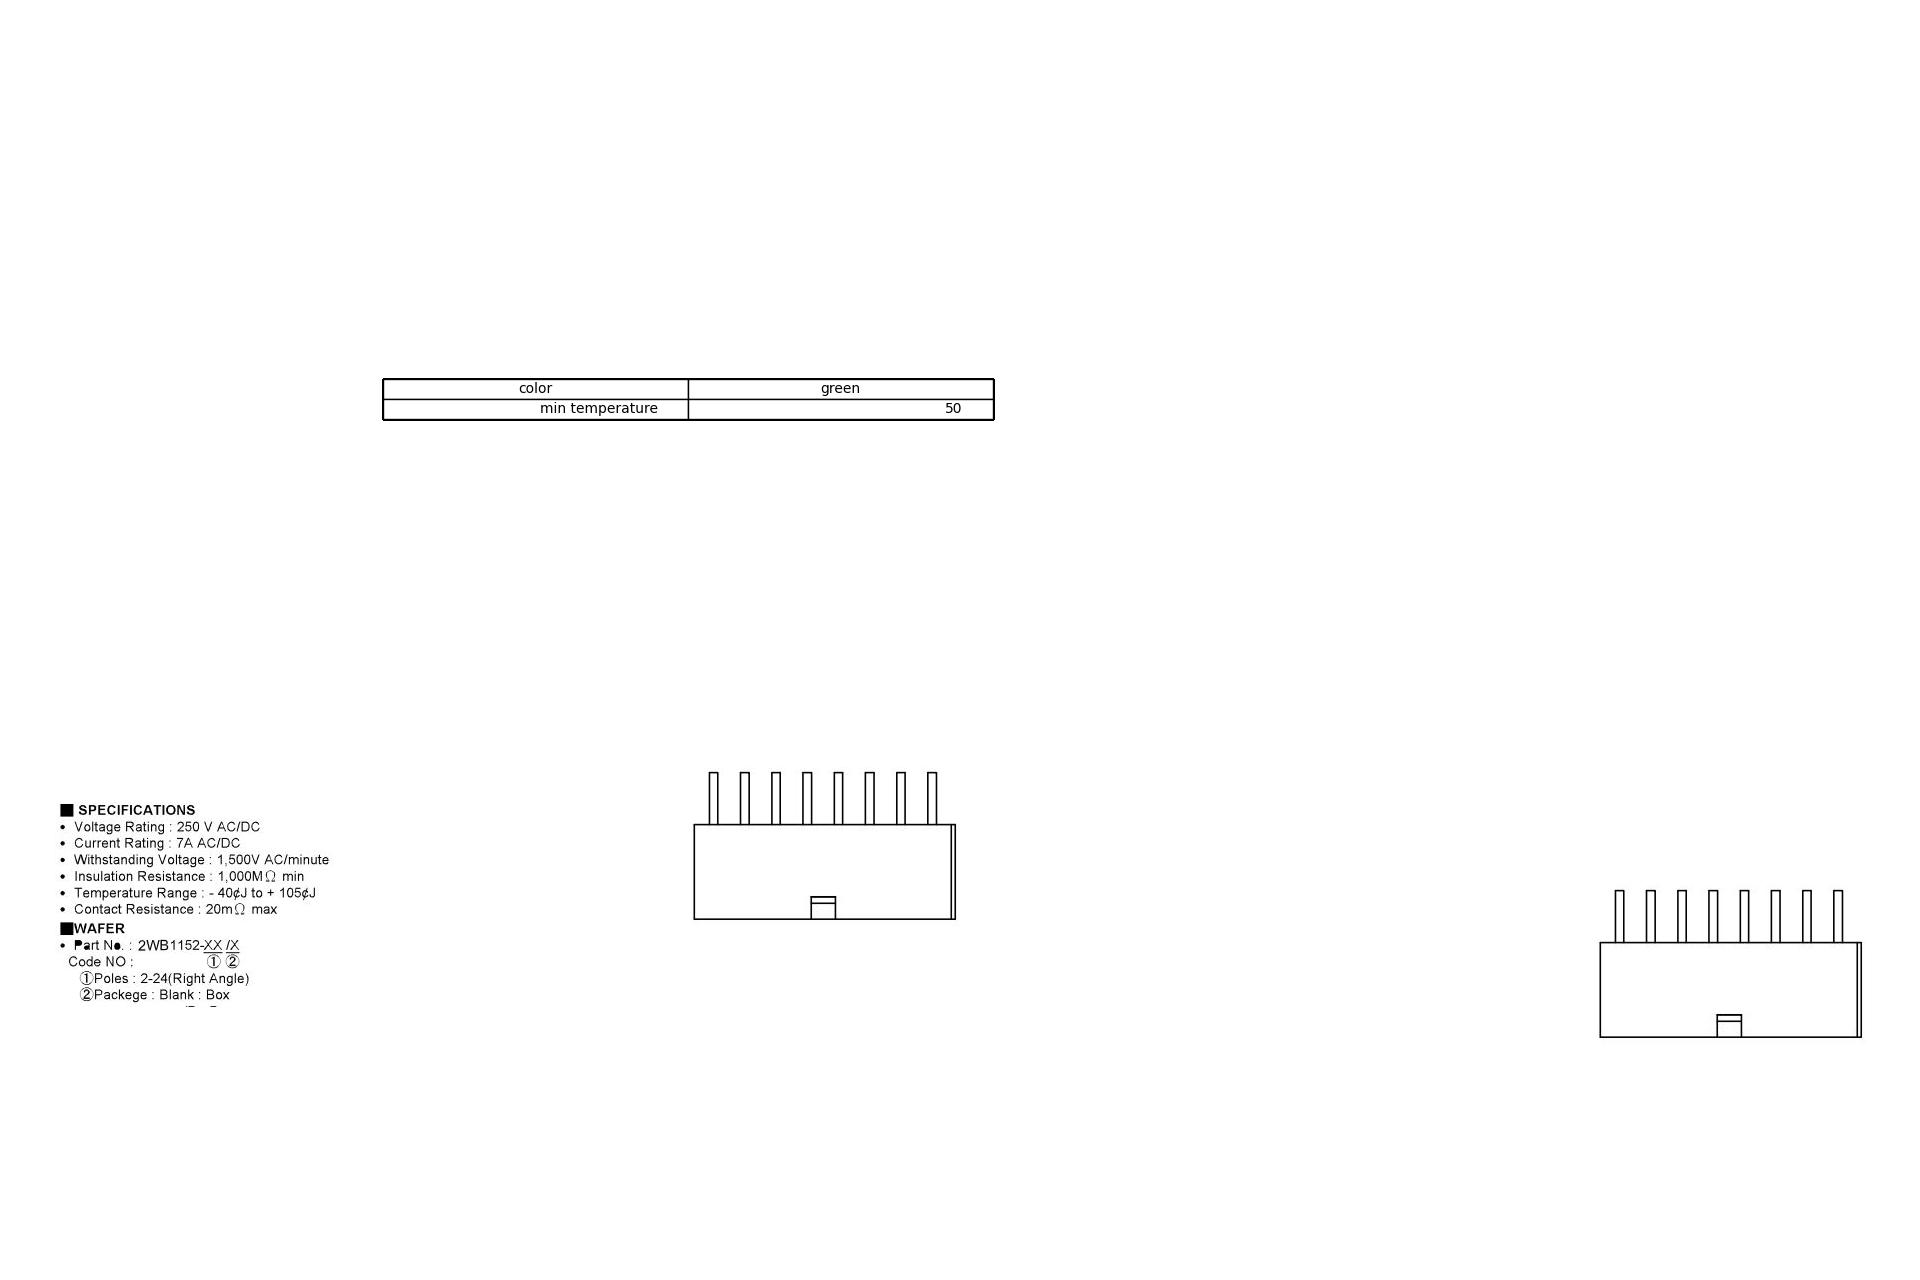 color green
min temperature 50
■ SPECIFICATIONS
• Voltage Rating : 250 V AC/DC
• Current Rating : 7A AC/DC
• Withstanding Voltage : 1,500V AC/minute
• Insulation Resistance : 1,000MΩ min
• Temperature Range : - 40¢J to + 105¢J
• Contact Resistance : 20mΩ max
■WAFER
• Part No. : 2WB1152-XX /X
Code NO : ① ②
①Poles : 2-24(Right Angle)
②Packege : Blank : Box